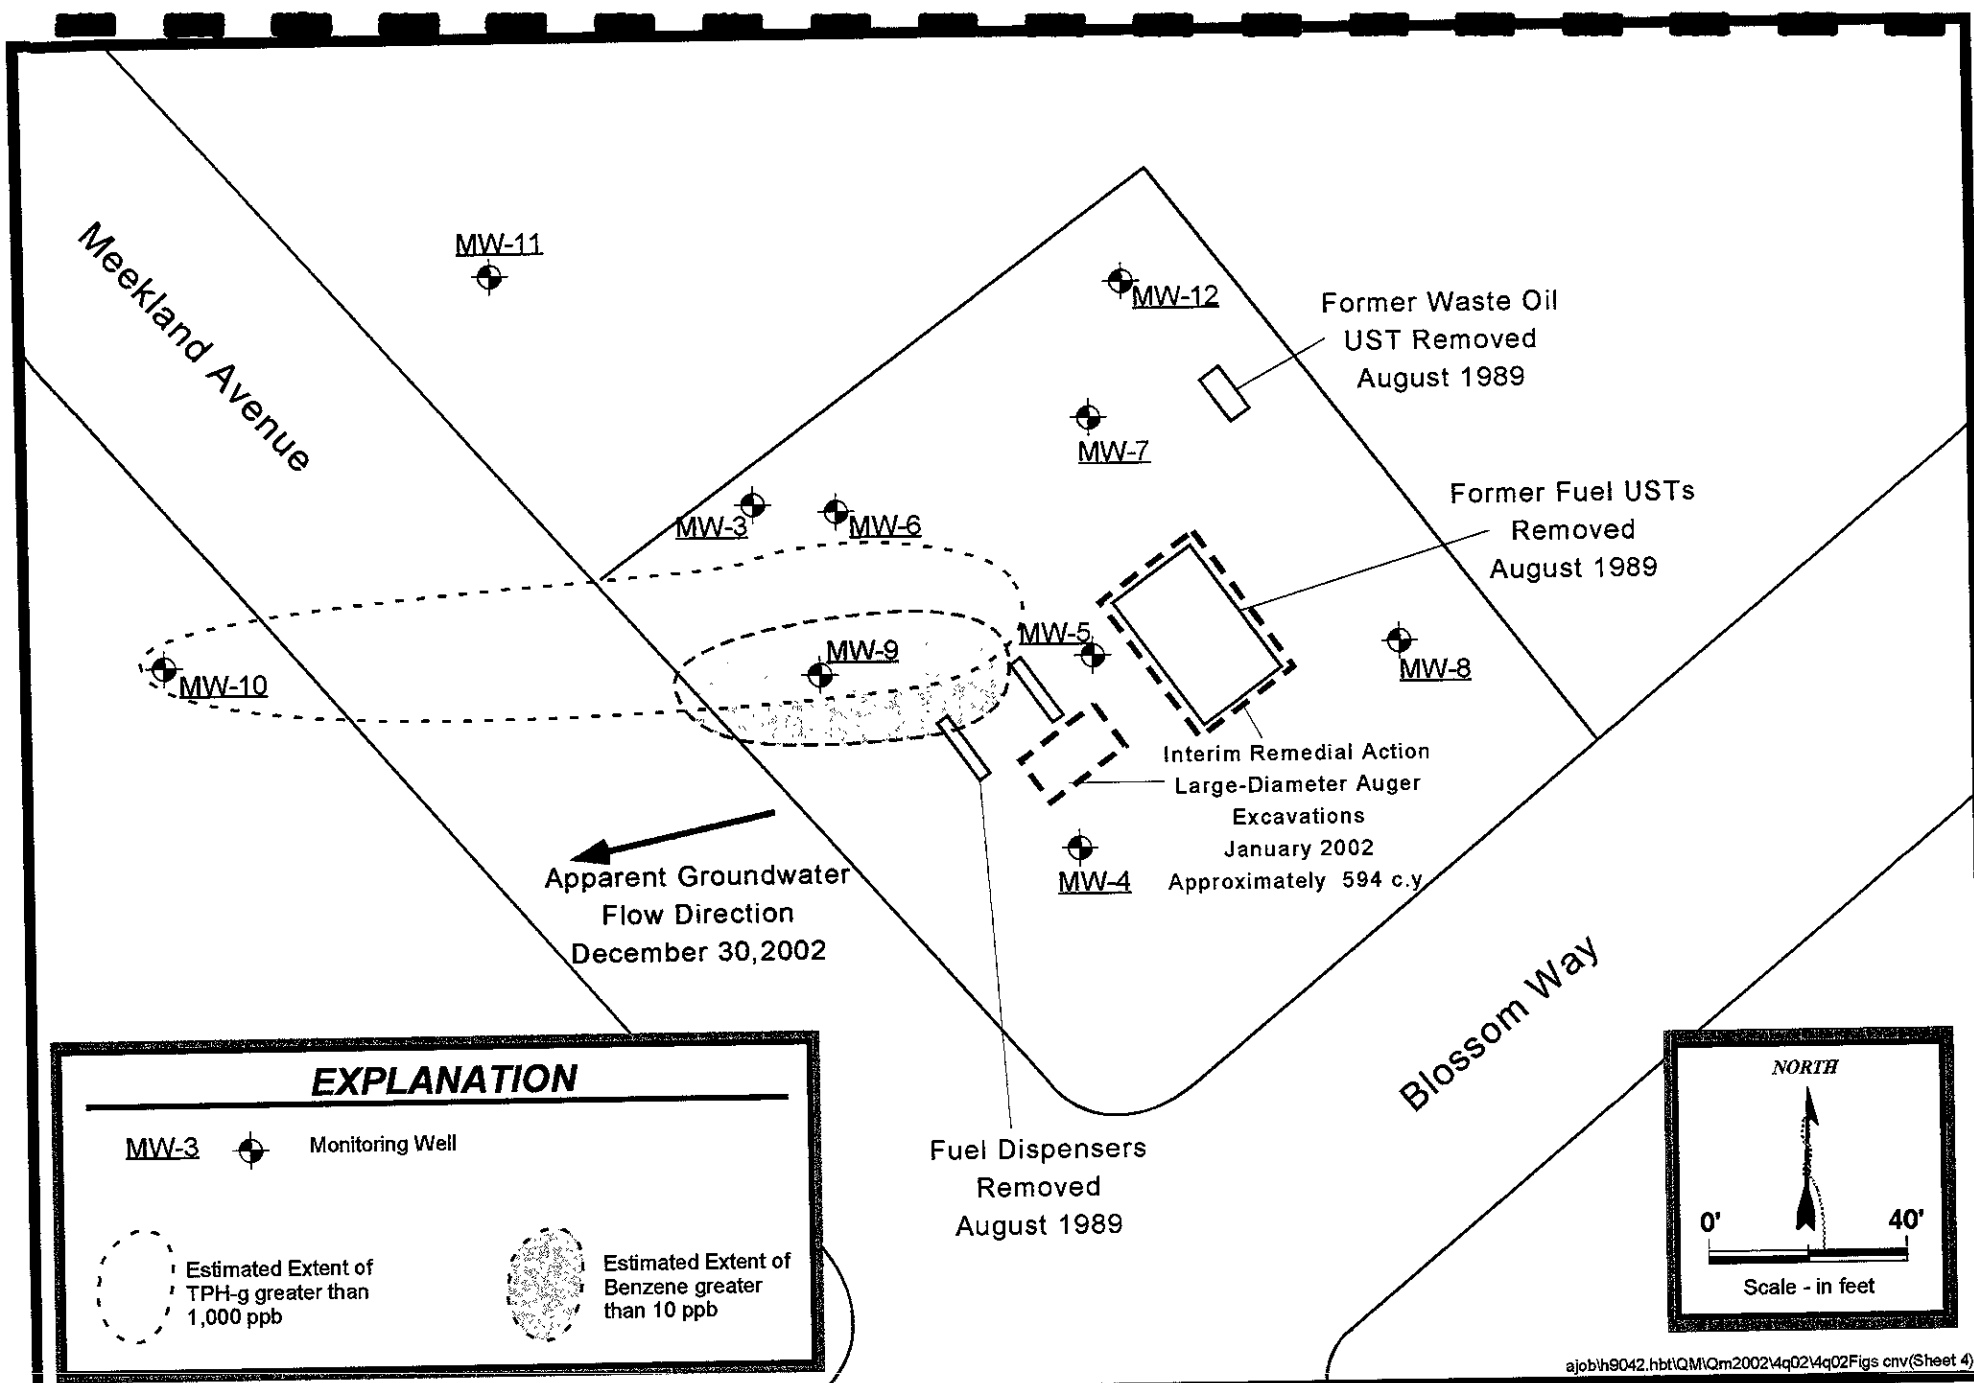 MW-11
Meekland Avenue
MW-12
Former Waste Oil
UST Removed
August 1989
MW-7
Former Fuel USTs
Removed
August 1989
MW-3
MW-6
MW-5
MW-9
MW-8
MW-10
Interim Remedial Action
Large-Diameter Auger
Excavations
January 2002
Approximately 594 c.y.
MW-4
Apparent Groundwater
Flow Direction
December 30,2002
Blossom Way
Fuel Dispensers
Removed
August 1989
EXPLANATION
MW-3
Monitoring Well
Estimated Extent of
TPH-g greater than
1,000 ppb
Estimated Extent of
Benzene greater
than 10 ppb
NORTH
0' 40'
Scale - in feet
ajob\h9042.hbt\QM\Qm2002\4q02\4q02Figs cnv(Sheet 4)